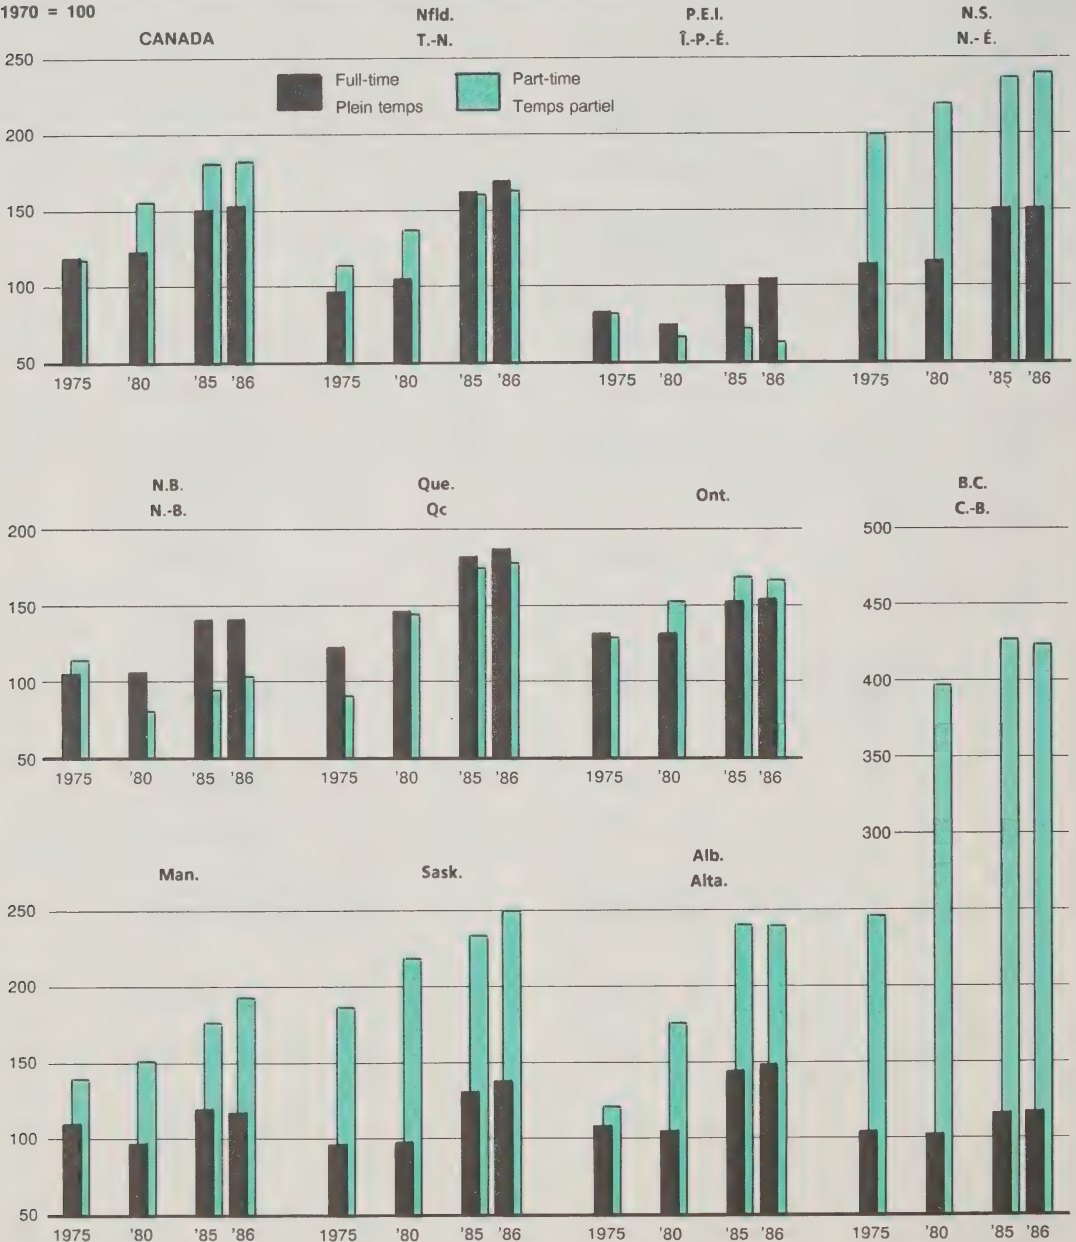 1970 = 100
CANADA
Nfld.
T.-N.
P.E.I.
Î.-P.-É.
N.S.
N.- É.
Full-time
Plein temps
Part-time
Temps partiel
250
200
150
100
50
1975 '80 '85 '86
1975 '80 '85 '86
1975 '80 '85 '86
1975 '80 '85 '86
N.B.
N.-B.
Que.
Qc
Ont.
B.C.
C.-B.
200
150
100
50
1975 '80 '85 '86
1975 '80 '85 '86
1975 '80 '85 '86
500
450
400
350
300
Man.
Sask.
Alb.
Alta.
250
200
150
100
50
1975 '80 '85 '86
1975 '80 '85 '86
1975 '80 '85 '86
1975 '80 '85 '86